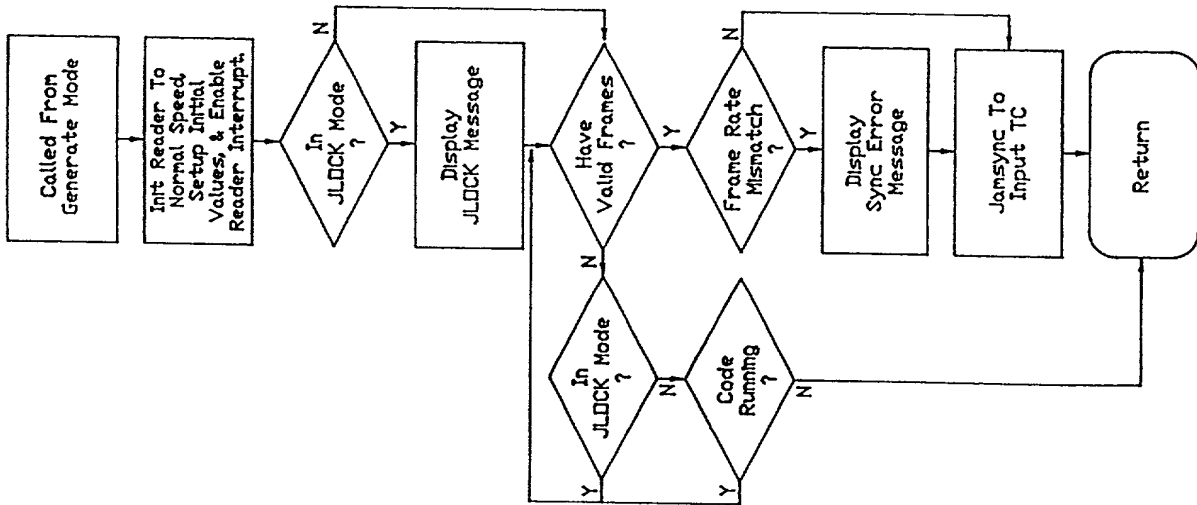 Called From
Generate Mode
Init Reader To
Normal Speed,
Setup Initial
Values, & Enable
Reader Interrupt.
In
JLOCK Mode
?
N
Y
Display
JLOCK Message
Have
Valid Frames
?
N
Y
In
JLOCK Mode
?
Y
N
Code
Running
?
Y
N
Frame Rate
Mismatch
?
N
Y
Display
Sync Error
Message
Jamsync To
Input TC
Return